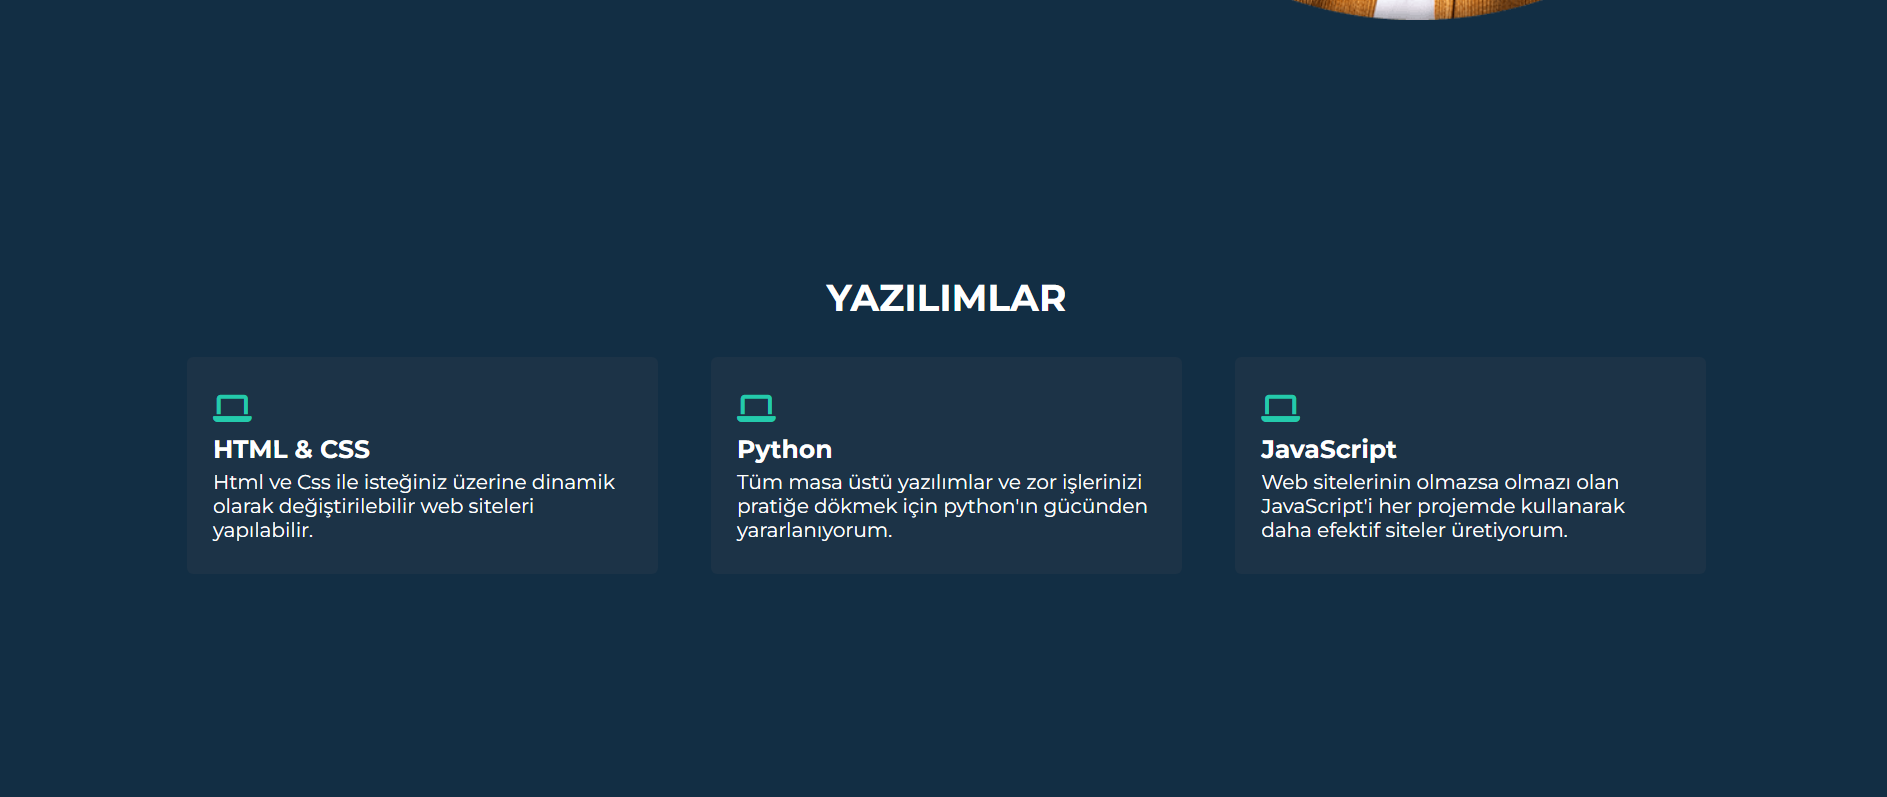 YAZILIMLAR
HTML & CSS
Html ve Css ile isteğiniz üzerine dinamik
olarak değiştirilebilir web siteleri
yapılabilir.
Python
Tüm masa üstü yazılımlar ve zor işlerinizi
pratiğe dökmek için python'ın gücünden
yararlanıyorum.
JavaScript
Web sitelerinin olmazsa olmazı olan
JavaScript'i her projemde kullanarak
daha efektif siteler üretiyorum.